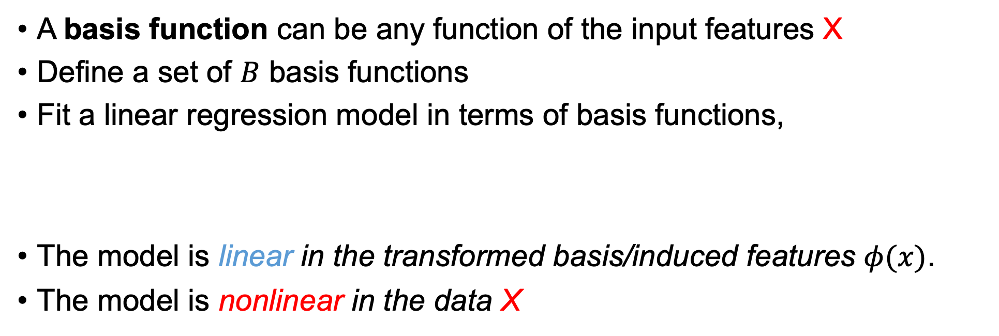 • A basis function can be any function of the input features X
• Define a set of B basis functions
• Fit a linear regression model in terms of basis functions,
• The model is linear in the transformed basis/induced features ϕ(x).
• The model is nonlinear in the data X